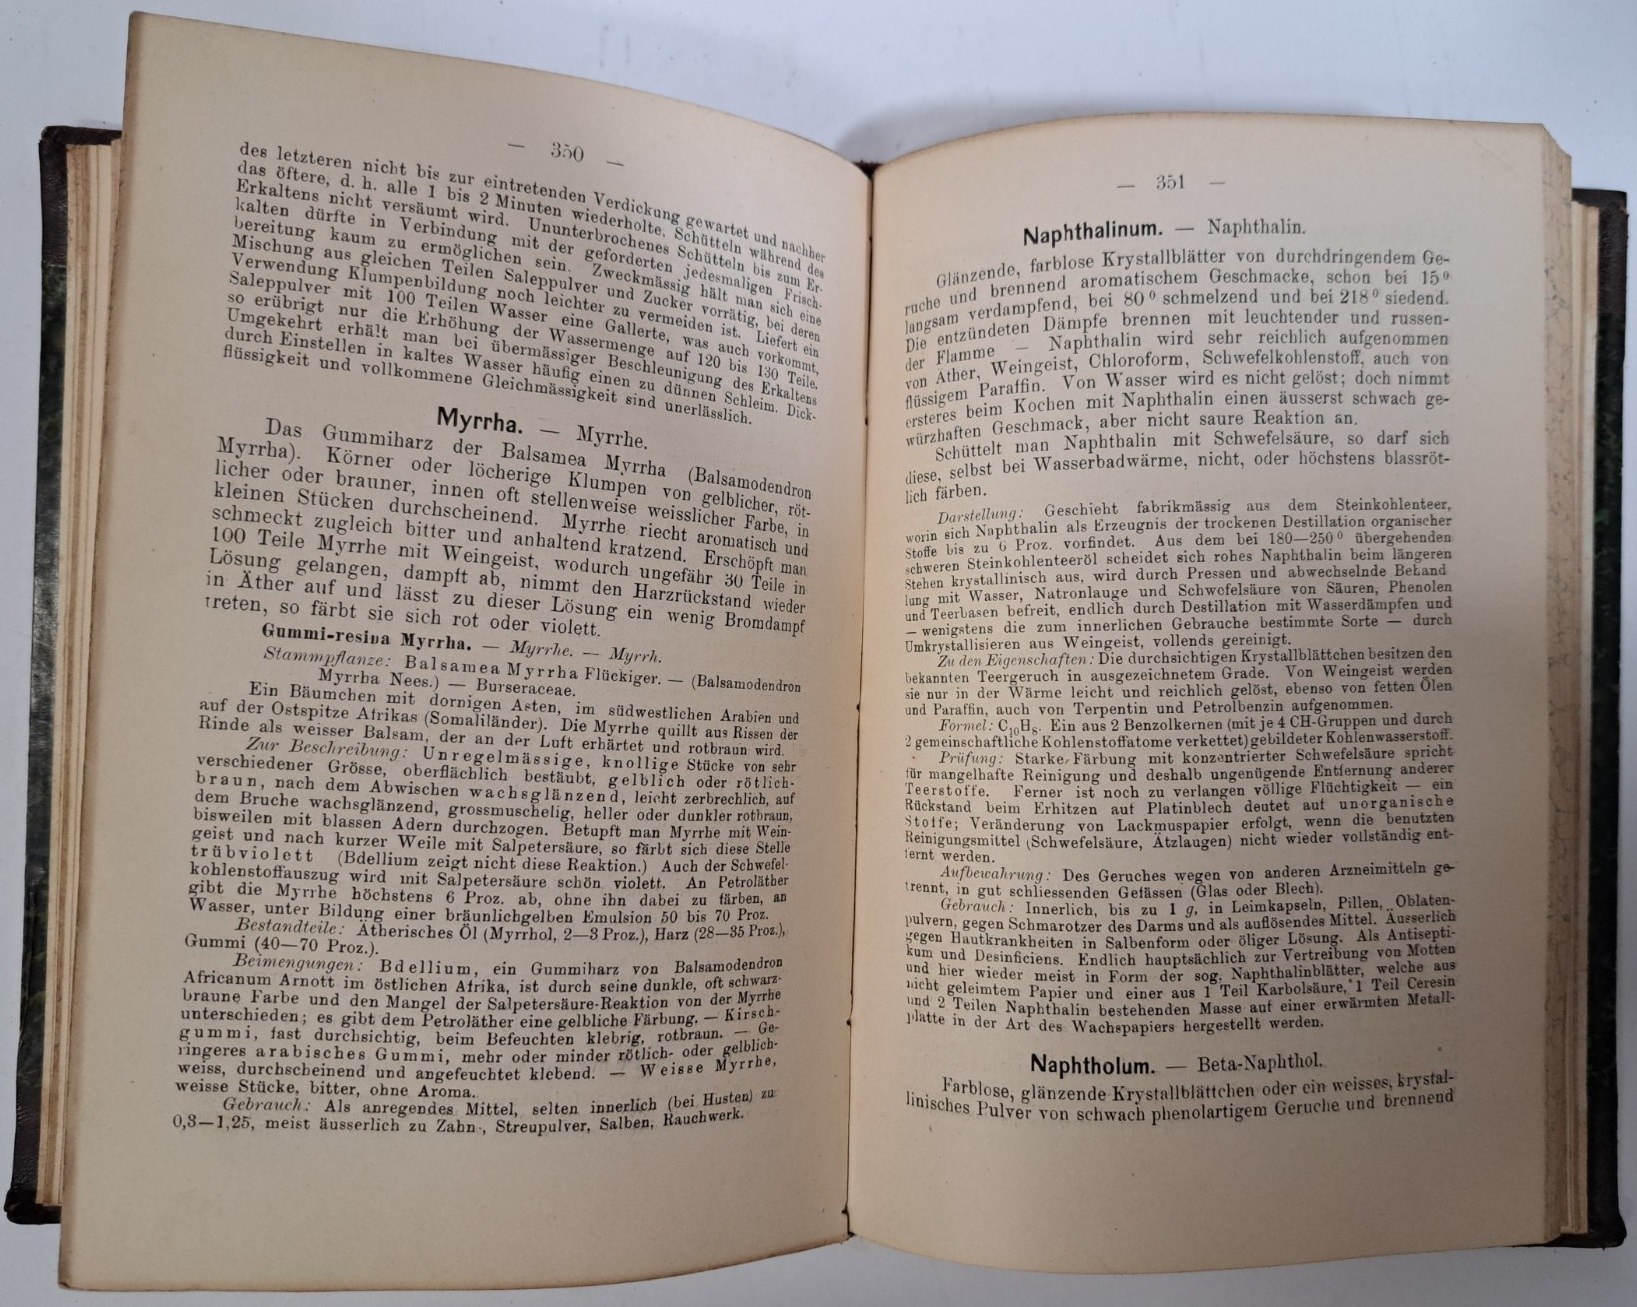 — 350 —
des letzteren nicht bis zur eintretenden Verdickung gewartet und nachher
das öftere, d. h. alle 1 bis 2 Minuten wiederholte, Schütteln während des
Erkaltens nicht versäumt wird. Ununterbrochenes Schütteln bis zum Er-
kalten dürfte in Verbindung mit der geforderten jedesmaligen Frisch-
bereitung kaum zu ermöglichen sein. Zweckmässig hält man sich eine
Mischung aus gleichen Teilen Saleppulver und Zucker vorrätig, bei deren
Verwendung Klumpenbildung noch leichter zu vermeiden ist. Liefert ein
Saleppulver mit 100 Teilen Wasser eine Gallerte, was auch vorkommt,
so erübrigt nur die Erhöhung der Wassermenge auf 120 bis 130 Teile.
Umgekehrt erhält man bei übermässiger Beschleunigung des Erkaltens
durch Einstellen in kaltes Wasser häufig einen zu dünnen Schleim. Dick-
flüssigkeit und vollkommene Gleichmässigkeit sind unerlässlich.
Myrrha. — Myrrhe.
Das Gummiharz der Balsamea Myrrha (Balsamodendron
Myrrha). Körner oder löcherige Klumpen von gelblicher, röt-
licher oder brauner, innen oft stellenweise weisslicher Farbe, in
kleinen Stücken durchscheinend. Myrrhe riecht aromatisch und
schmeckt zugleich bitter und anhaltend kratzend. Erschöpft man
100 Teile Myrrhe mit Weingeist, wodurch ungefähr 30 Teile in
Lösung gelangen, dampft ab, nimmt den Harzrückstand wieder
in Äther auf und lässt zu dieser Lösung ein wenig Bromdampf
treten, so färbt sie sich rot oder violett.
Gummi-resina Myrrha. — Myrrhe. — Myrrh.
Stammpflanze: Balsamea Myrrha Flückiger. — (Balsamodendron
Myrrha Nees.) — Burseraceae.
Ein Bäumchen mit dornigen Ästen, im südwestlichen Arabien und
auf der Ostspitze Afrikas (Somaliländer). Die Myrrhe quillt aus Rissen der
Rinde als weisser Balsam, der an der Luft erhärtet und rotbraun wird.
Zur Beschreibung: Unregelmässige, knollige Stücke von sehr
verschiedener Grösse, oberflächlich bestäubt, gelblich oder rötlich-
braun, nach dem Abwischen wachsglänzend, leicht zerbrechlich, auf
dem Bruche wachsglänzend, grossmuschelig, heller oder dunkler rotbraun,
bisweilen mit blassen Adern durchzogen. Betupft man Myrrhe mit Wein-
geist und nach kurzer Weile mit Salpetersäure, so färbt sich diese Stelle
trübviolett (Bdellium zeigt nicht diese Reaktion.) Auch der Schwefel-
kohlenstoffauszug wird mit Salpetersäure schön violett. An Petroläther
gibt die Myrrhe höchstens 6 Proz. ab, ohne ihn dabei zu färben, an
Wasser, unter Bildung einer bräunlichgelben Emulsion 50 bis 70 Proz.
Bestandteile: Ätherisches Öl (Myrrhol, 2—3 Proz.), Harz (28—35 Proz.),
Gummi (40—70 Proz.).
Beimengungen: Bdellium, ein Gummiharz von Balsamodendron
Africanum Arnott im östlichen Afrika, ist durch seine dunkle, oft schwarz-
braune Farbe und den Mangel der Salpetersäure-Reaktion von der Myrrhe
unterschieden; es gibt dem Petroläther eine gelbliche Färbung. — Kirsch-
gummi, fast durchsichtig, beim Befeuchten klebrig, rotbraun. — Ge-
ringeres arabisches Gummi, mehr oder minder rötlich- oder gelblich-
weiss, durchscheinend und angefeuchtet klebend. — Weisse Myrrhe,
weisse Stücke, bitter, ohne Aroma.
Gebrauch: Als anregendes Mittel, selten innerlich (bei Husten) zu
0,3—1,25, meist äusserlich zu Zahn-, Streupulver, Salben, Rauchwerk.
— 351 —
Naphthalinum. — Naphthalin.
Glänzende, farblose Krystallblätter von durchdringendem Ge-
ruche und brennend aromatischem Geschmacke, schon bei 15°
langsam verdampfend, bei 80° schmelzend und bei 218° siedend.
Die entzündeten Dämpfe brennen mit leuchtender und russen-
der Flamme — Naphthalin wird sehr reichlich aufgenommen
von Äther, Weingeist, Chloroform, Schwefelkohlenstoff, auch von
flüssigem Paraffin. Von Wasser wird es nicht gelöst; doch nimmt
ersteres beim Kochen mit Naphthalin einen äusserst schwach ge-
würzhaften Geschmack, aber nicht saure Reaktion an.
Schüttelt man Naphthalin mit Schwefelsäure, so darf sich
diese, selbst bei Wasserbadwärme, nicht, oder höchstens blassröt-
lich färben.
Darstellung: Geschieht fabrikmässig aus dem Steinkohlenteer,
worin sich Naphthalin als Erzeugnis der trockenen Destillation organischer
Stoffe bis zu 6 Proz. vorfindet. Aus dem bei 180—250° übergehenden
schweren Steinkohlenteeröl scheidet sich rohes Naphthalin beim längeren
Stehen krystallinisch aus, wird durch Pressen und abwechselnde Behand
lung mit Wasser, Natronlauge und Schwefelsäure von Säuren, Phenolen
und Teerbasen befreit, endlich durch Destillation mit Wasserdämpfen und
— wenigstens die zum innerlichen Gebrauche bestimmte Sorte — durch
Umkrystallisieren aus Weingeist, vollends gereinigt.
Zu den Eigenschaften: Die durchsichtigen Krystallblättchen besitzen den
bekannten Teergeruch in ausgezeichnetem Grade. Von Weingeist werden
sie nur in der Wärme leicht und reichlich gelöst, ebenso von fetten Ölen
und Paraffin, auch von Terpentin und Petrolbenzin aufgenommen.
Formel: C₁₀H₈. Ein aus 2 Benzolkernen (mit je 4 CH-Gruppen und durch
2 gemeinschaftliche Kohlenstoffatome verkettet) gebildeter Kohlenwasserstoff.
Prüfung: Starke Färbung mit konzentrierter Schwefelsäure spricht
für mangelhafte Reinigung und deshalb ungenügende Entfernung anderer
Teerstoffe. Ferner ist noch zu verlangen völlige Flüchtigkeit — ein
Rückstand beim Erhitzen auf Platinblech deutet auf unorganische
Stoffe; Veränderung von Lackmuspapier erfolgt, wenn die benutzten
Reinigungsmittel (Schwefelsäure, Ätzlaugen) nicht wieder vollständig ent-
fernt werden.
Aufbewahrung: Des Geruches wegen von anderen Arzneimitteln ge-
trennt, in gut schliessenden Gefässen (Glas oder Blech).
Gebrauch: Innerlich, bis zu 1 g, in Leimkapseln, Pillen, Oblaten-
pulvern, gegen Schmarotzer des Darms und als auflösendes Mittel. Äusserlich
gegen Hautkrankheiten in Salbenform oder öliger Lösung. Als Antisepti-
kum und Desinficiens. Endlich hauptsächlich zur Vertreibung von Motten
und hier wieder meist in Form der sog. Naphthalinblätter, welche aus
nicht geleimtem Papier und einer aus 1 Teil Karbolsäure, 1 Teil Ceresin
und 2 Teilen Naphthalin bestehenden Masse auf einer erwärmten Metall-
platte in der Art des Wachspapiers hergestellt werden.
Naphtholum. — Beta-Naphthol.
Farblose, glänzende Krystallblättchen oder ein weisses, krystal-
linisches Pulver von schwach phenolartigem Geruche und brennend